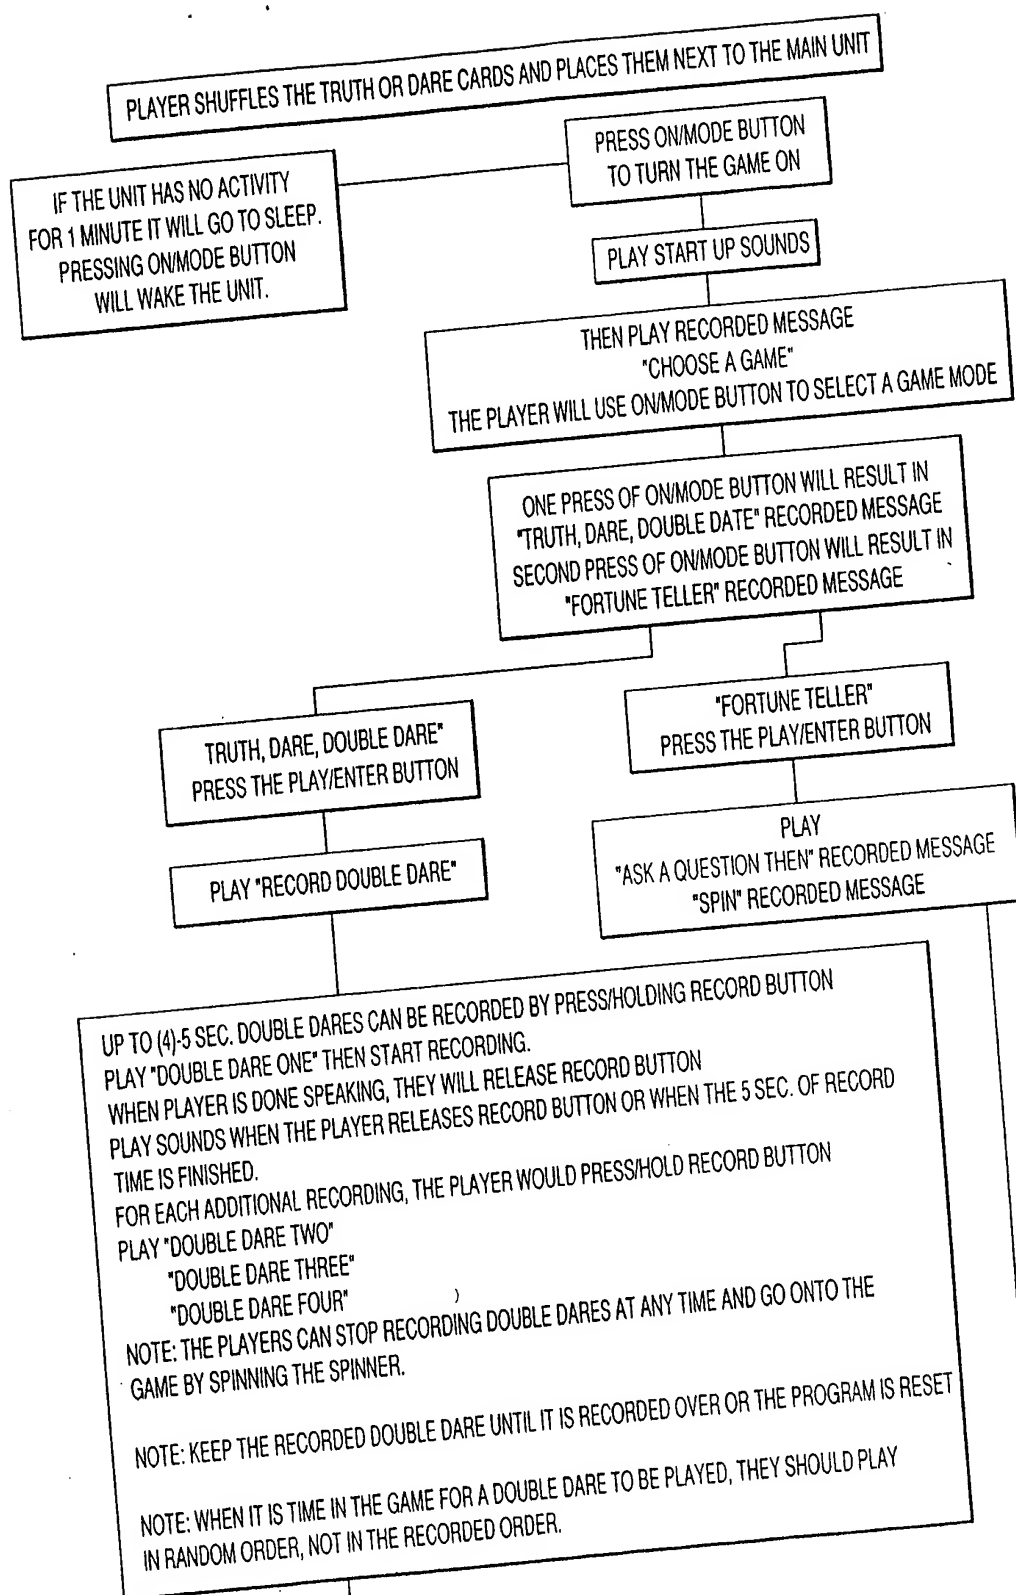 PLAYER SHUFFLES THE TRUTH OR DARE CARDS AND PLACES THEM NEXT TO THE MAIN UNIT
PRESS ON/MODE BUTTON
TO TURN THE GAME ON
IF THE UNIT HAS NO ACTIVITY
FOR 1 MINUTE IT WILL GO TO SLEEP.
PRESSING ON/MODE BUTTON
WILL WAKE THE UNIT.
PLAY START UP SOUNDS
THEN PLAY RECORDED MESSAGE
"CHOOSE A GAME"
THE PLAYER WILL USE ON/MODE BUTTON TO SELECT A GAME MODE
ONE PRESS OF ON/MODE BUTTON WILL RESULT IN
"TRUTH, DARE, DOUBLE DATE" RECORDED MESSAGE
SECOND PRESS OF ON/MODE BUTTON WILL RESULT IN
"FORTUNE TELLER" RECORDED MESSAGE
TRUTH, DARE, DOUBLE DARE"
PRESS THE PLAY/ENTER BUTTON
"FORTUNE TELLER"
PRESS THE PLAY/ENTER BUTTON
PLAY "RECORD DOUBLE DARE"
PLAY
"ASK A QUESTION THEN" RECORDED MESSAGE
"SPIN" RECORDED MESSAGE
UP TO (4)-5 SEC. DOUBLE DARES CAN BE RECORDED BY PRESS/HOLDING RECORD BUTTON
PLAY "DOUBLE DARE ONE" THEN START RECORDING.
WHEN PLAYER IS DONE SPEAKING, THEY WILL RELEASE RECORD BUTTON
PLAY SOUNDS WHEN THE PLAYER RELEASES RECORD BUTTON OR WHEN THE 5 SEC. OF RECORD
TIME IS FINISHED.
FOR EACH ADDITIONAL RECORDING, THE PLAYER WOULD PRESS/HOLD RECORD BUTTON
PLAY "DOUBLE DARE TWO"
"DOUBLE DARE THREE"
"DOUBLE DARE FOUR"
NOTE: THE PLAYERS CAN STOP RECORDING DOUBLE DARES AT ANY TIME AND GO ONTO THE
GAME BY SPINNING THE SPINNER.
NOTE: KEEP THE RECORDED DOUBLE DARE UNTIL IT IS RECORDED OVER OR THE PROGRAM IS RESET
NOTE: WHEN IT IS TIME IN THE GAME FOR A DOUBLE DARE TO BE PLAYED, THEY SHOULD PLAY
IN RANDOM ORDER, NOT IN THE RECORDED ORDER.